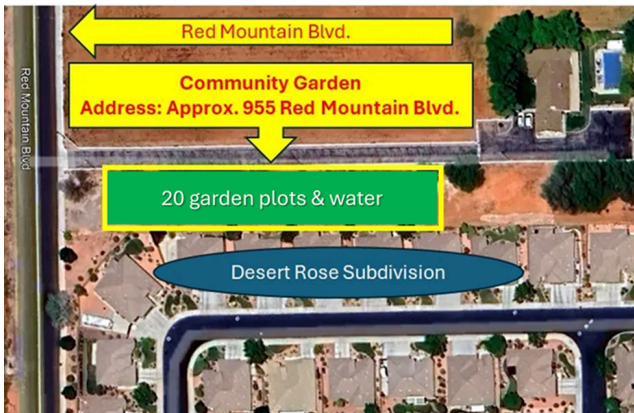 Red Mountain Blvd.
Community Garden
Address: Approx. 955 Red Mountain Blvd.
Red Mountain Blvd
20 garden plots & water
Desert Rose Subdivision